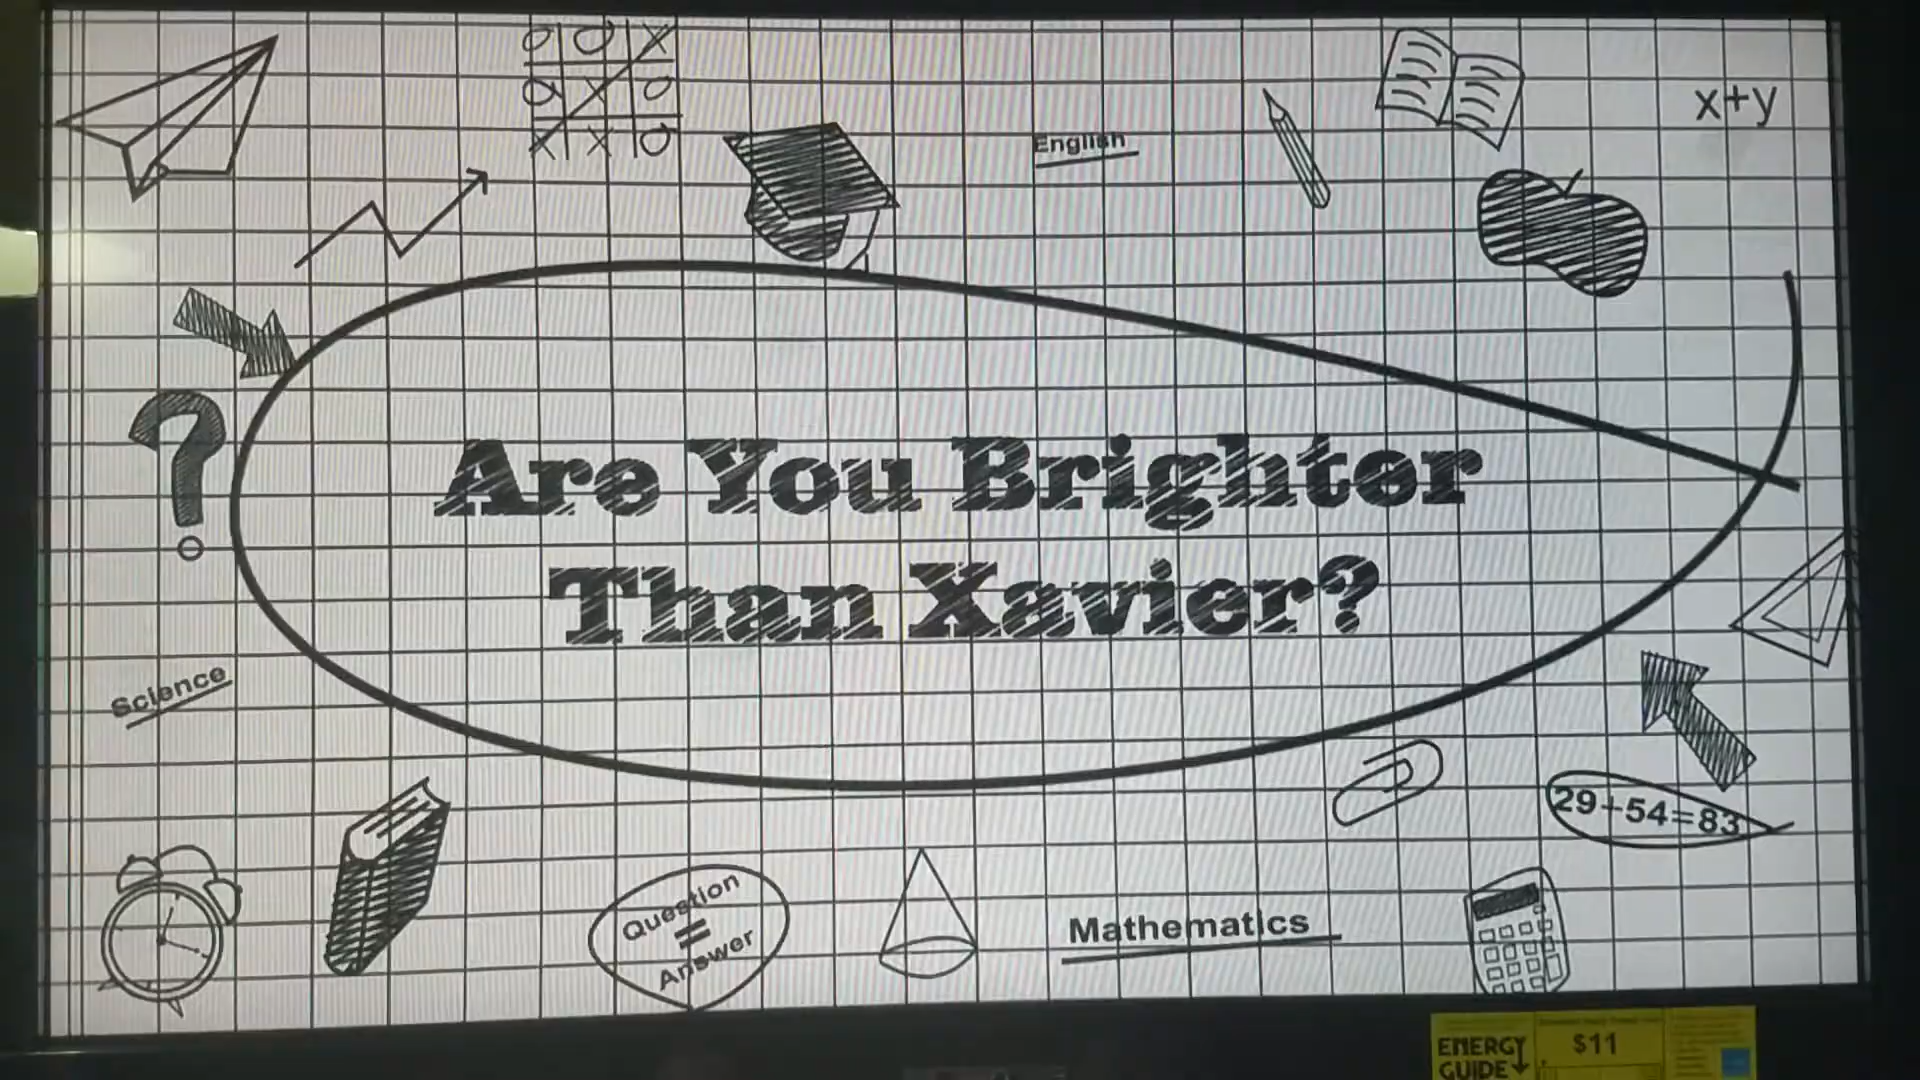 O O X
O X O
X X O
English
x+y
Are You Brighter
Than Xavier?
Science
29+54=83
Question
=
Answer
Mathematics
ENERGY
GUIDE
$11